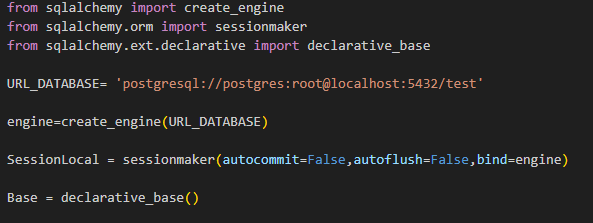 from sqlalchemy import create_engine
from sqlalchemy.orm import sessionmaker
from sqlalchemy.ext.declarative import declarative_base
URL_DATABASE= 'postgresql://postgres:root@localhost:5432/test'
engine=create_engine(URL_DATABASE)
SessionLocal = sessionmaker(autocommit=False,autoflush=False,bind=engine)
Base = declarative_base()